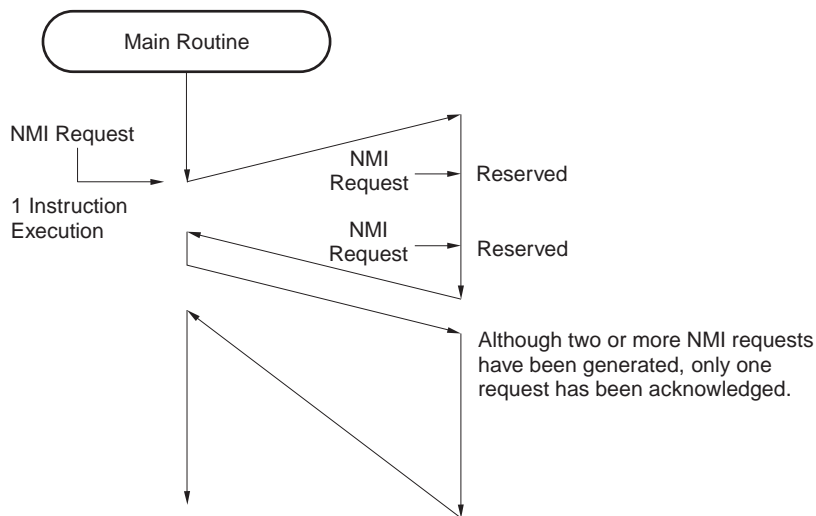 Main Routine
NMI Request
1 Instruction
Execution
NMI
Request
Reserved
NMI
Request
Reserved
Although two or more NMI requests
have been generated, only one
request has been acknowledged.